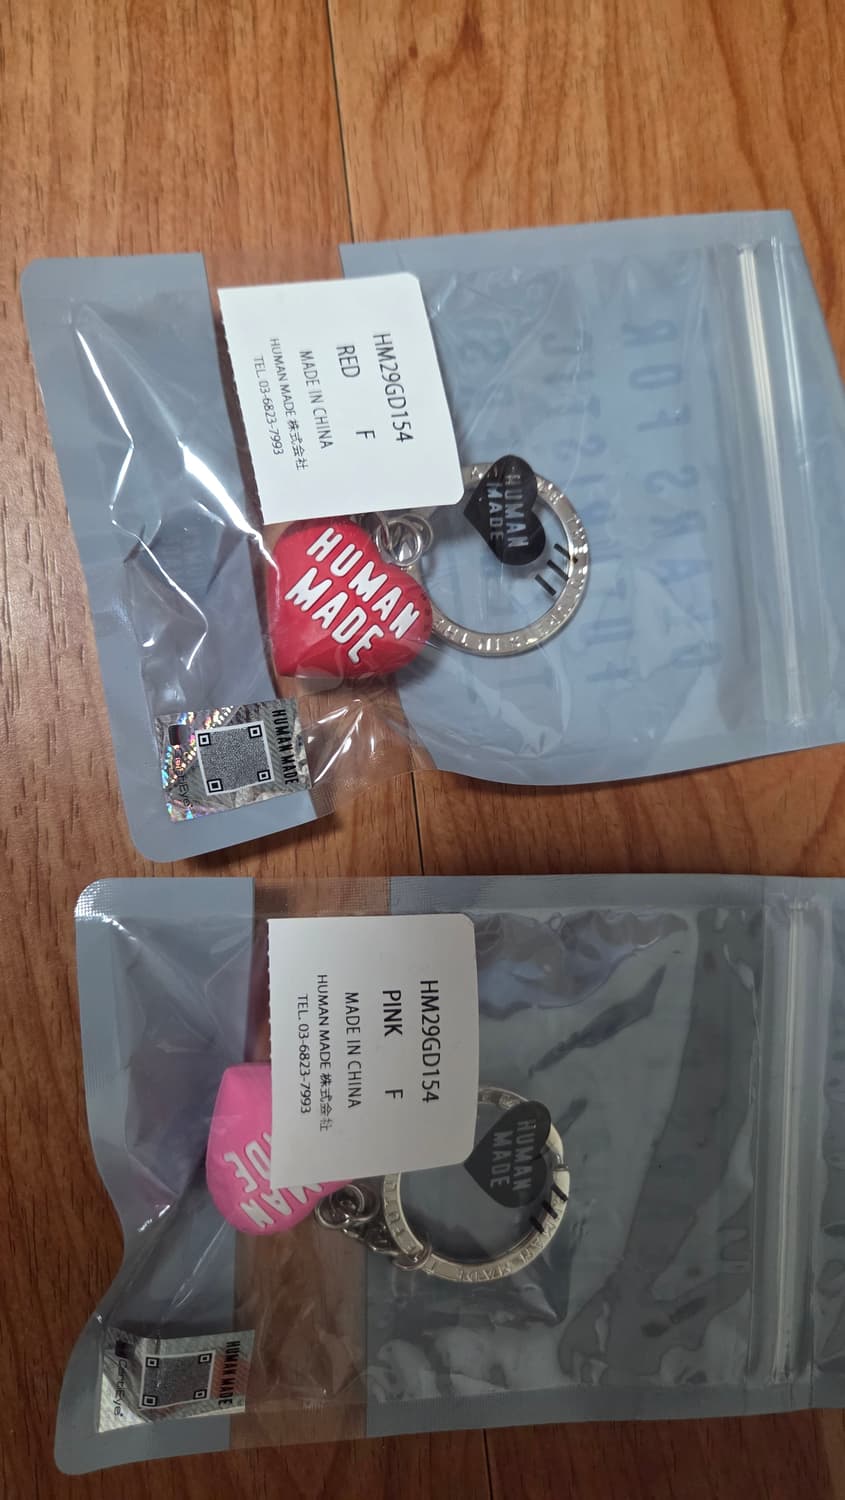 HM29GD154
RED F
MADE IN CHINA
HUMAN MADE 株式会社
TEL. 03-6823-7993
HUMAN
MADE
HUMAN
MADE
HUMAN MADE
CertiEye
HM29GD154
PINK F
MADE IN CHINA
HUMAN MADE 株式会社
TEL. 03-6823-7993
HUMAN
MADE
HUMAN MADE
CertiEye